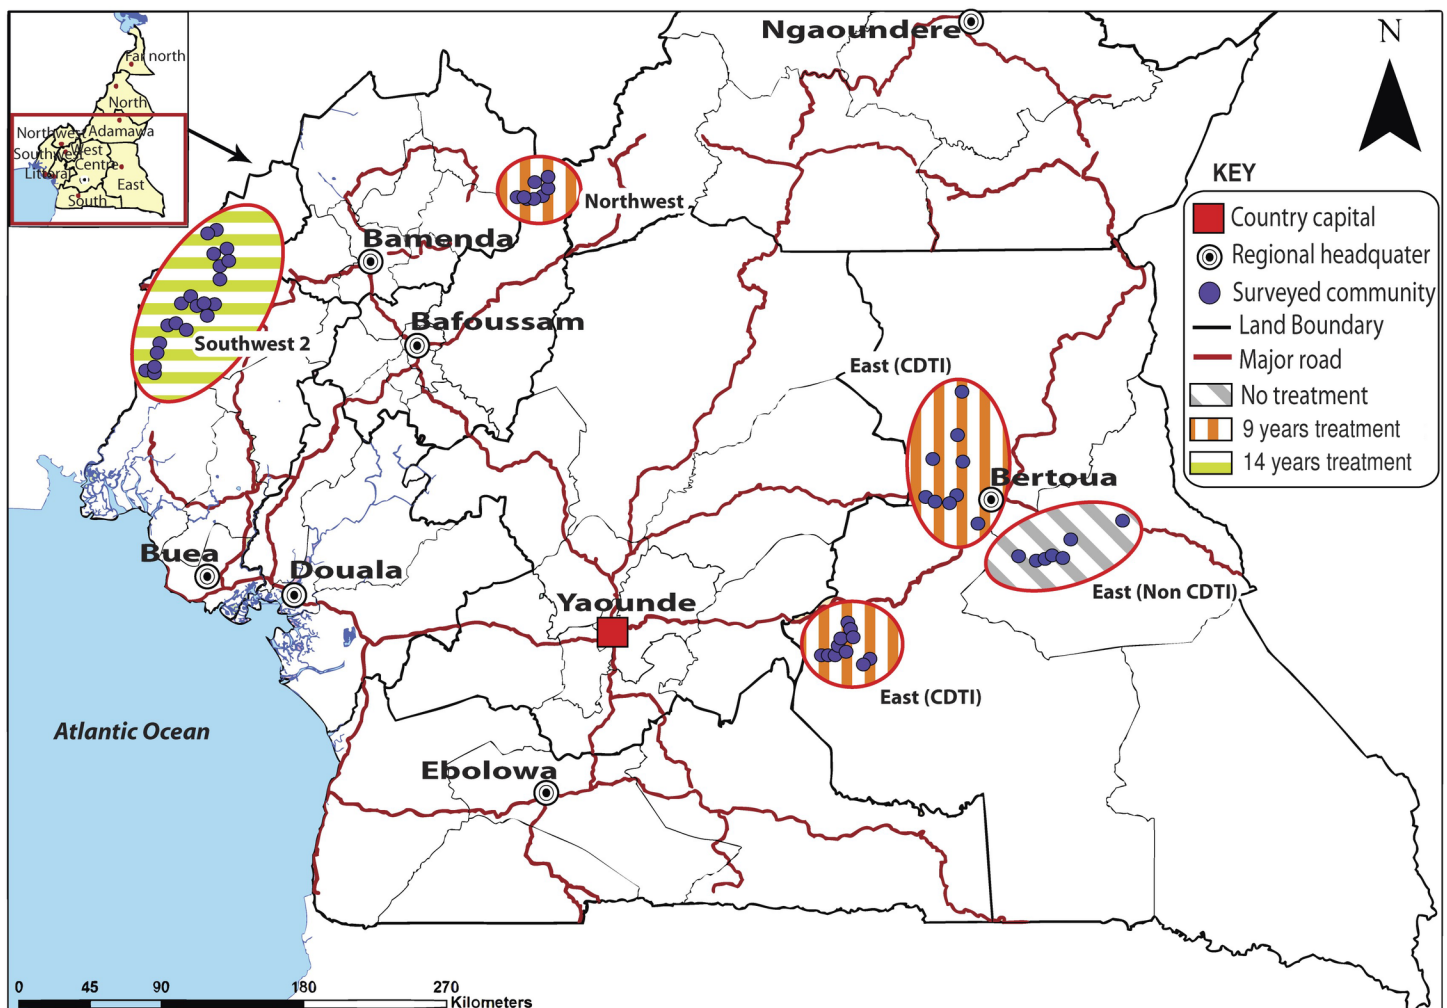 Ngaoundere
N
Far north
North
Northwest
Adamawa
West
Southwest
Centre
Littoral
East
South
KEY
Country capital
Regional headquater
Surveyed community
Land Boundary
Major road
No treatment
9 years treatment
14 years treatment
Northwest
Bamenda
Bafoussam
Southwest 2
East (CDTI)
Bertoua
Buea
Douala
Yaounde
East (Non CDTI)
East (CDTI)
Atlantic Ocean
Ebolowa
0 45 90 180 270
Kilometers